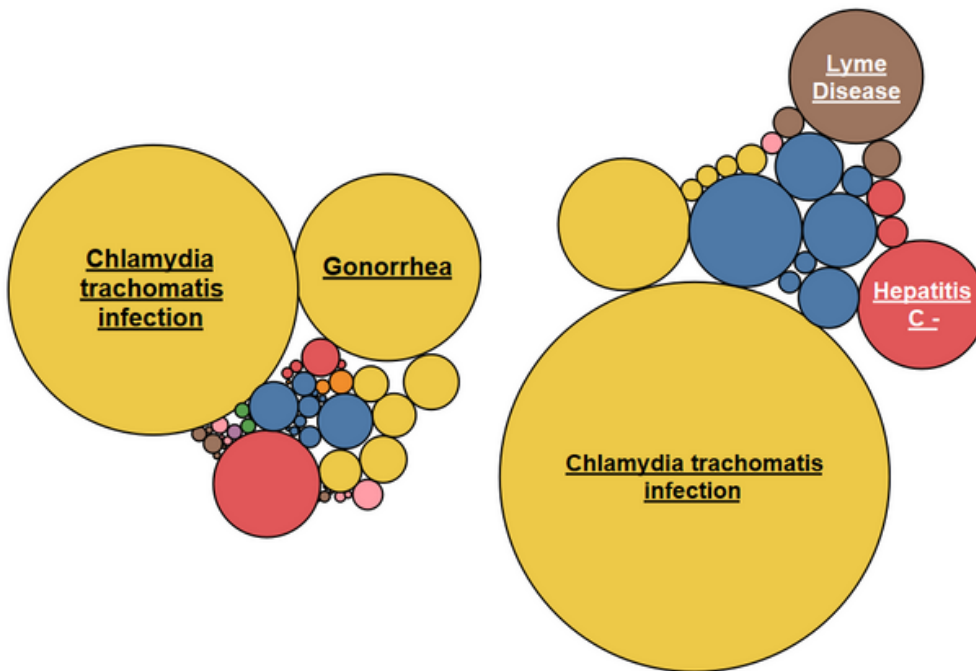 Chlamydia
trachomatis
infection
Gonorrhea
Lyme
Disease
Hepatitis
C -
Chlamydia trachomatis
infection